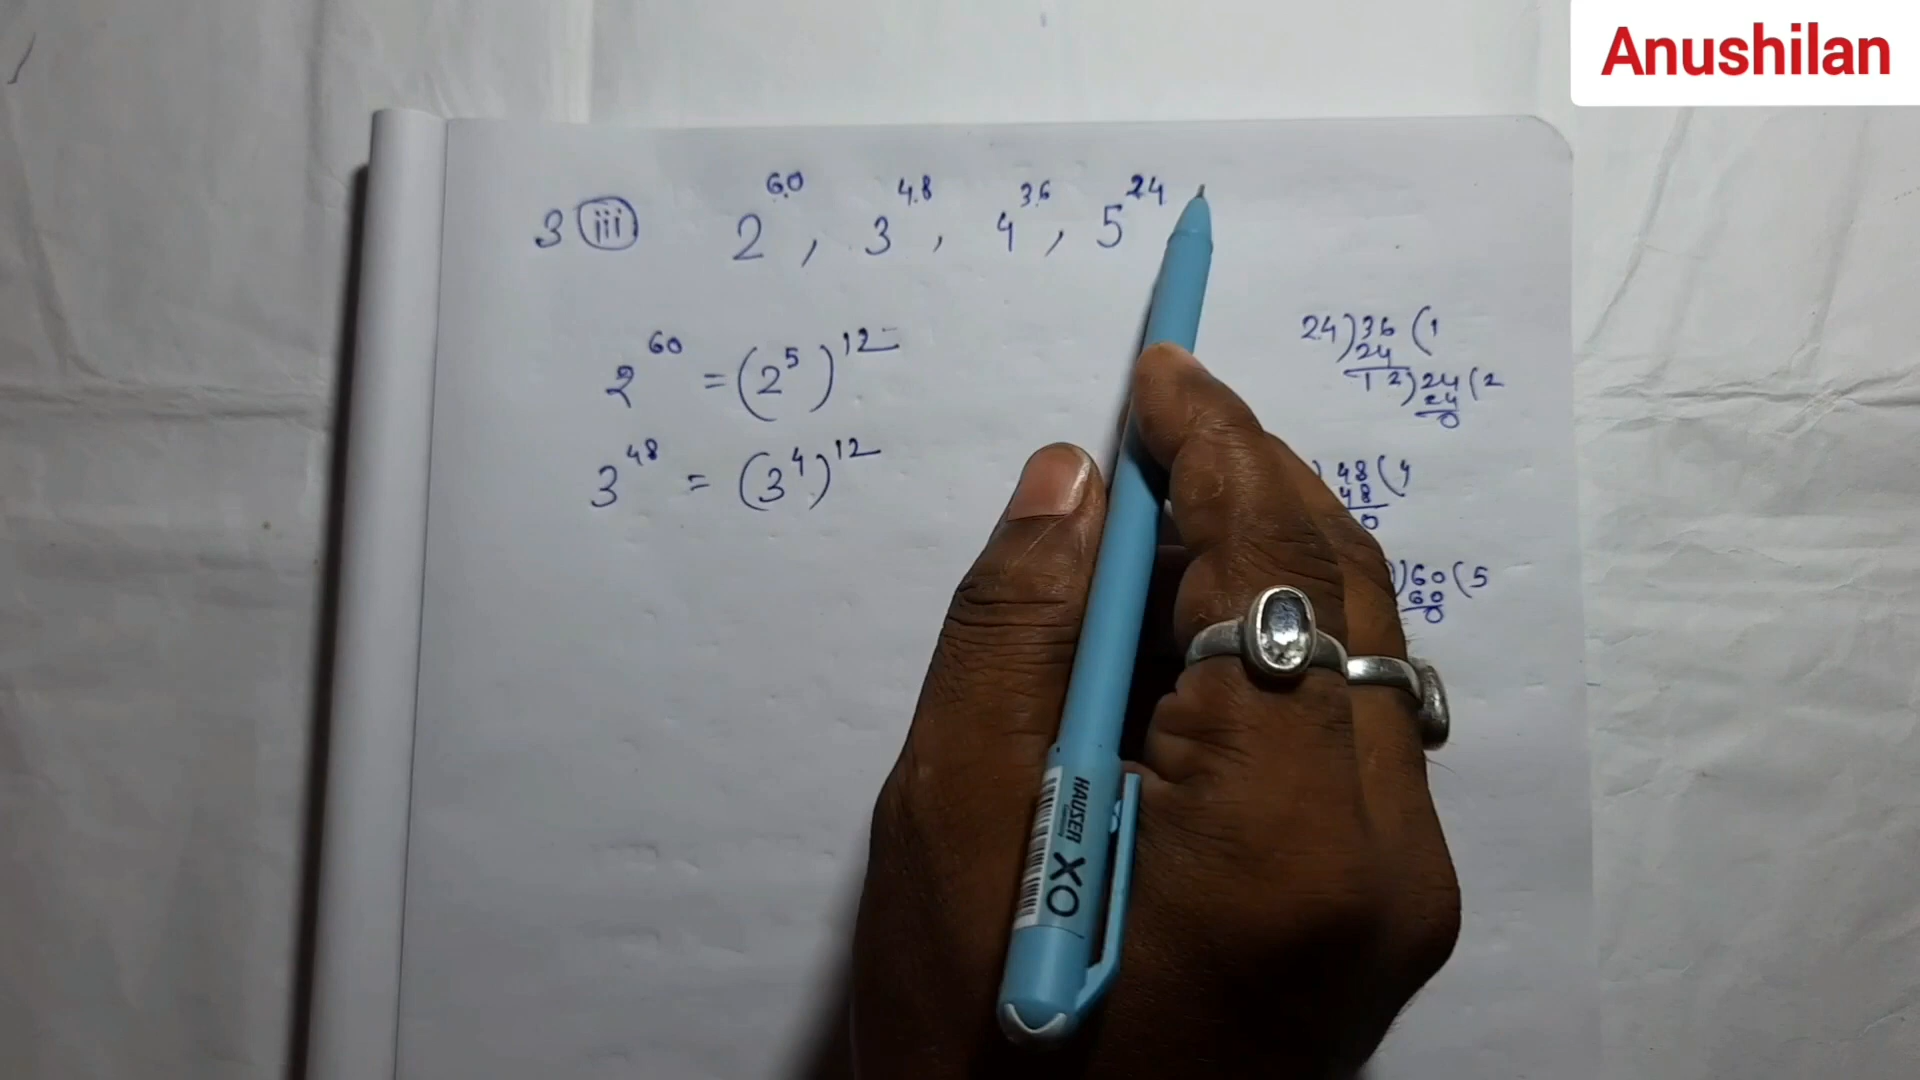 Anushilan
3 (iii) 2^60, 3^48, 4^36, 5^24
2^60 = (2^5)^12
3^48 = (3^4)^12
24)36(1
24
12)24(2
24
0
)48(4
48
0
)60(5
60
0
HAUSER
XO